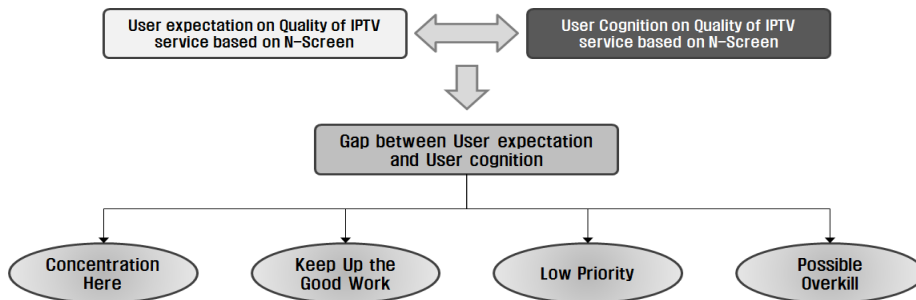 User expectation on Quality of IPTV
service based on N-Screen
User Cognition on Quality of IPTV
service based on N-Screen
Gap between User expectation
and User cognition
Concentration
Here
Keep Up the
Good Work
Low Priority
Possible
Overkill